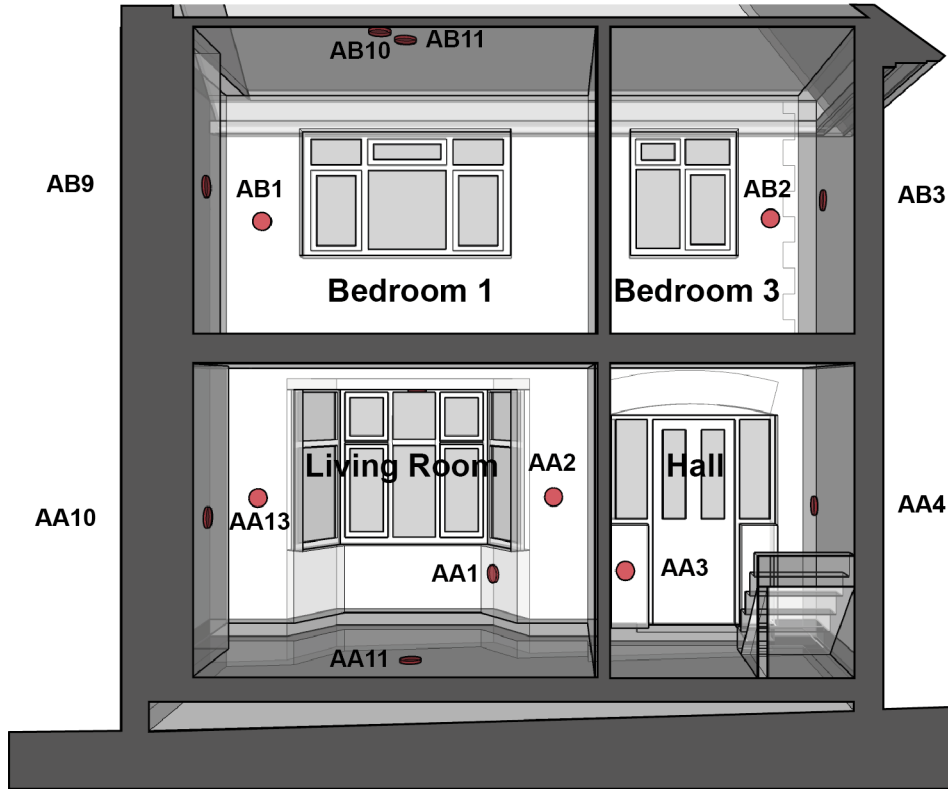 AB10 AB11
AB9 AB1 AB2 AB3
Bedroom 1 Bedroom 3
Living Room AA2 Hall
AA10 AA13 AA4
AA1 AA3
AA11